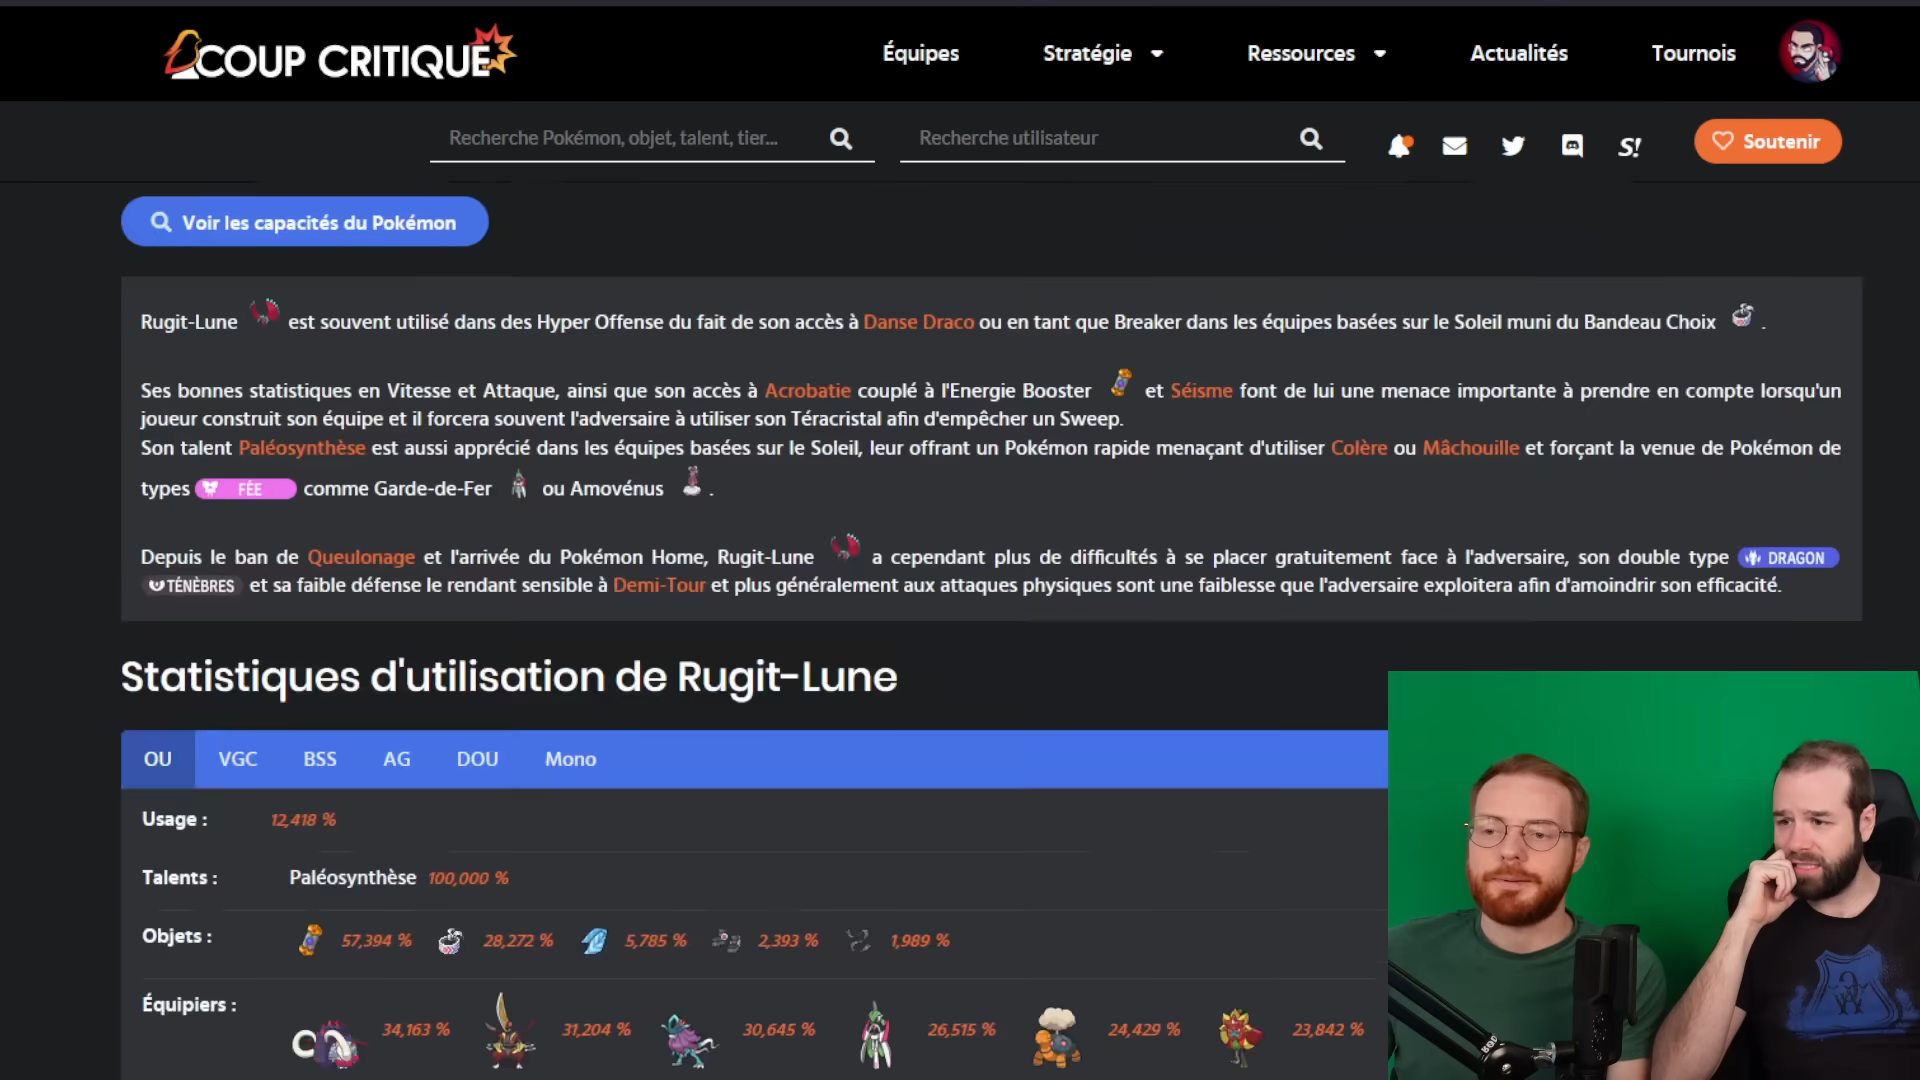 COUP CRITIQUE
Équipes Stratégie Ressources Actualités Tournois
Recherche Pokémon, objet, talent, tier... Recherche utilisateur S! Soutenir
Voir les capacités du Pokémon
Rugit-Lune est souvent utilisé dans des Hyper Offense du fait de son accès à Danse Draco ou en tant que Breaker dans les équipes basées sur le Soleil muni du Bandeau Choix .
Ses bonnes statistiques en Vitesse et Attaque, ainsi que son accès à Acrobatie couplé à l'Energie Booster et Séisme font de lui une menace importante à prendre en compte lorsqu'un
joueur construit son équipe et il forcera souvent l'adversaire à utiliser son Téracristal afin d'empêcher un Sweep.
Son talent Paléosynthèse est aussi apprécié dans les équipes basées sur le Soleil, leur offrant un Pokémon rapide menaçant d'utiliser Colère ou Mâchouille et forçant la venue de Pokémon de
types FÉE comme Garde-de-Fer ou Amovénus .
Depuis le ban de Queulonage et l'arrivée du Pokémon Home, Rugit-Lune a cependant plus de difficultés à se placer gratuitement face à l'adversaire, son double type DRAGON
TÉNÈBRES et sa faible défense le rendant sensible à Demi-Tour et plus généralement aux attaques physiques sont une faiblesse que l'adversaire exploitera afin d'amoindrir son efficacité.
Statistiques d'utilisation de Rugit-Lune
OU VGC BSS AG DOU Mono
Usage : 12,418 %
Talents : Paléosynthèse 100,000 %
Objets : 57,394 % 28,272 % 5,785 % 2,393 % 1,989 %
Équipiers : 34,163 % 31,204 % 30,645 % 26,515 % 24,429 % 23,842 %